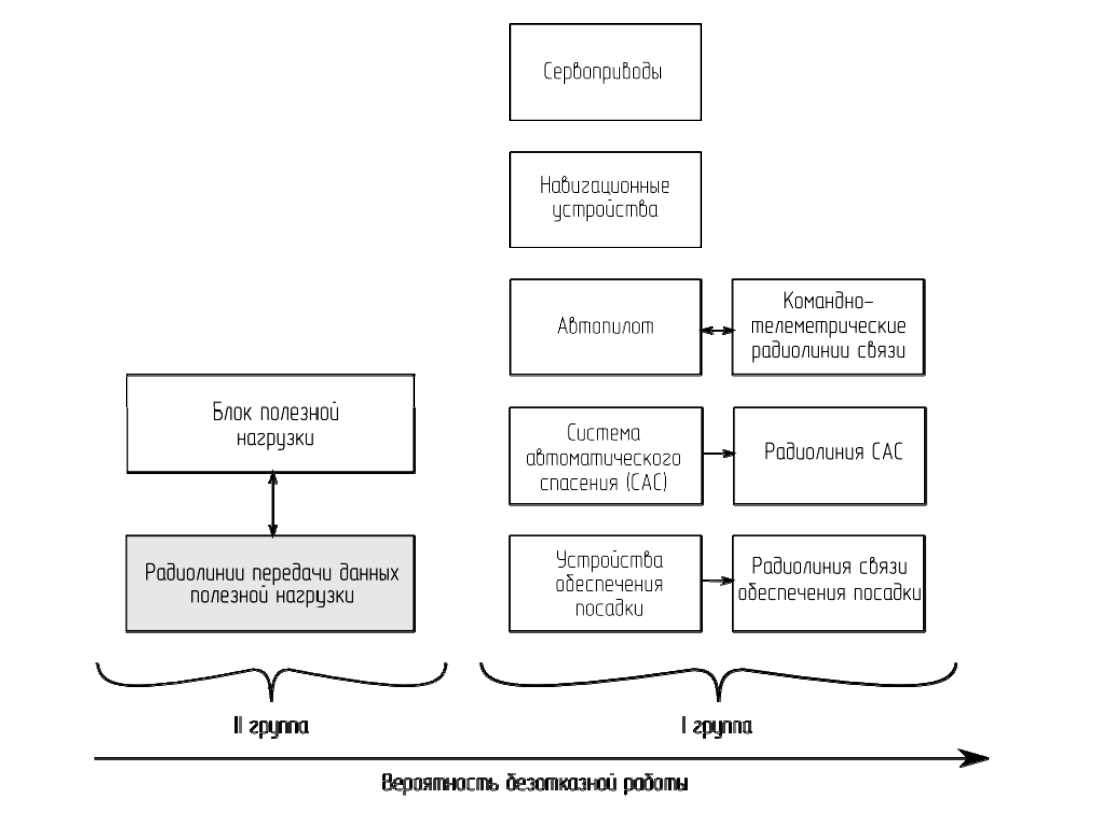 Сервоприводы
Навигационные
устройства
Автопилот
Командно-
телеметрические
радиолинии связи
Блок полезной
нагрузки
Система
автоматического
спасения (САС)
Радиолиния САС
Радиолинии передачи данных
полезной нагрузки
Устройства
обеспечения
посадки
Радиолиния связи
обеспечения посадки
II группа
I группа
Вероятность безотказной работы